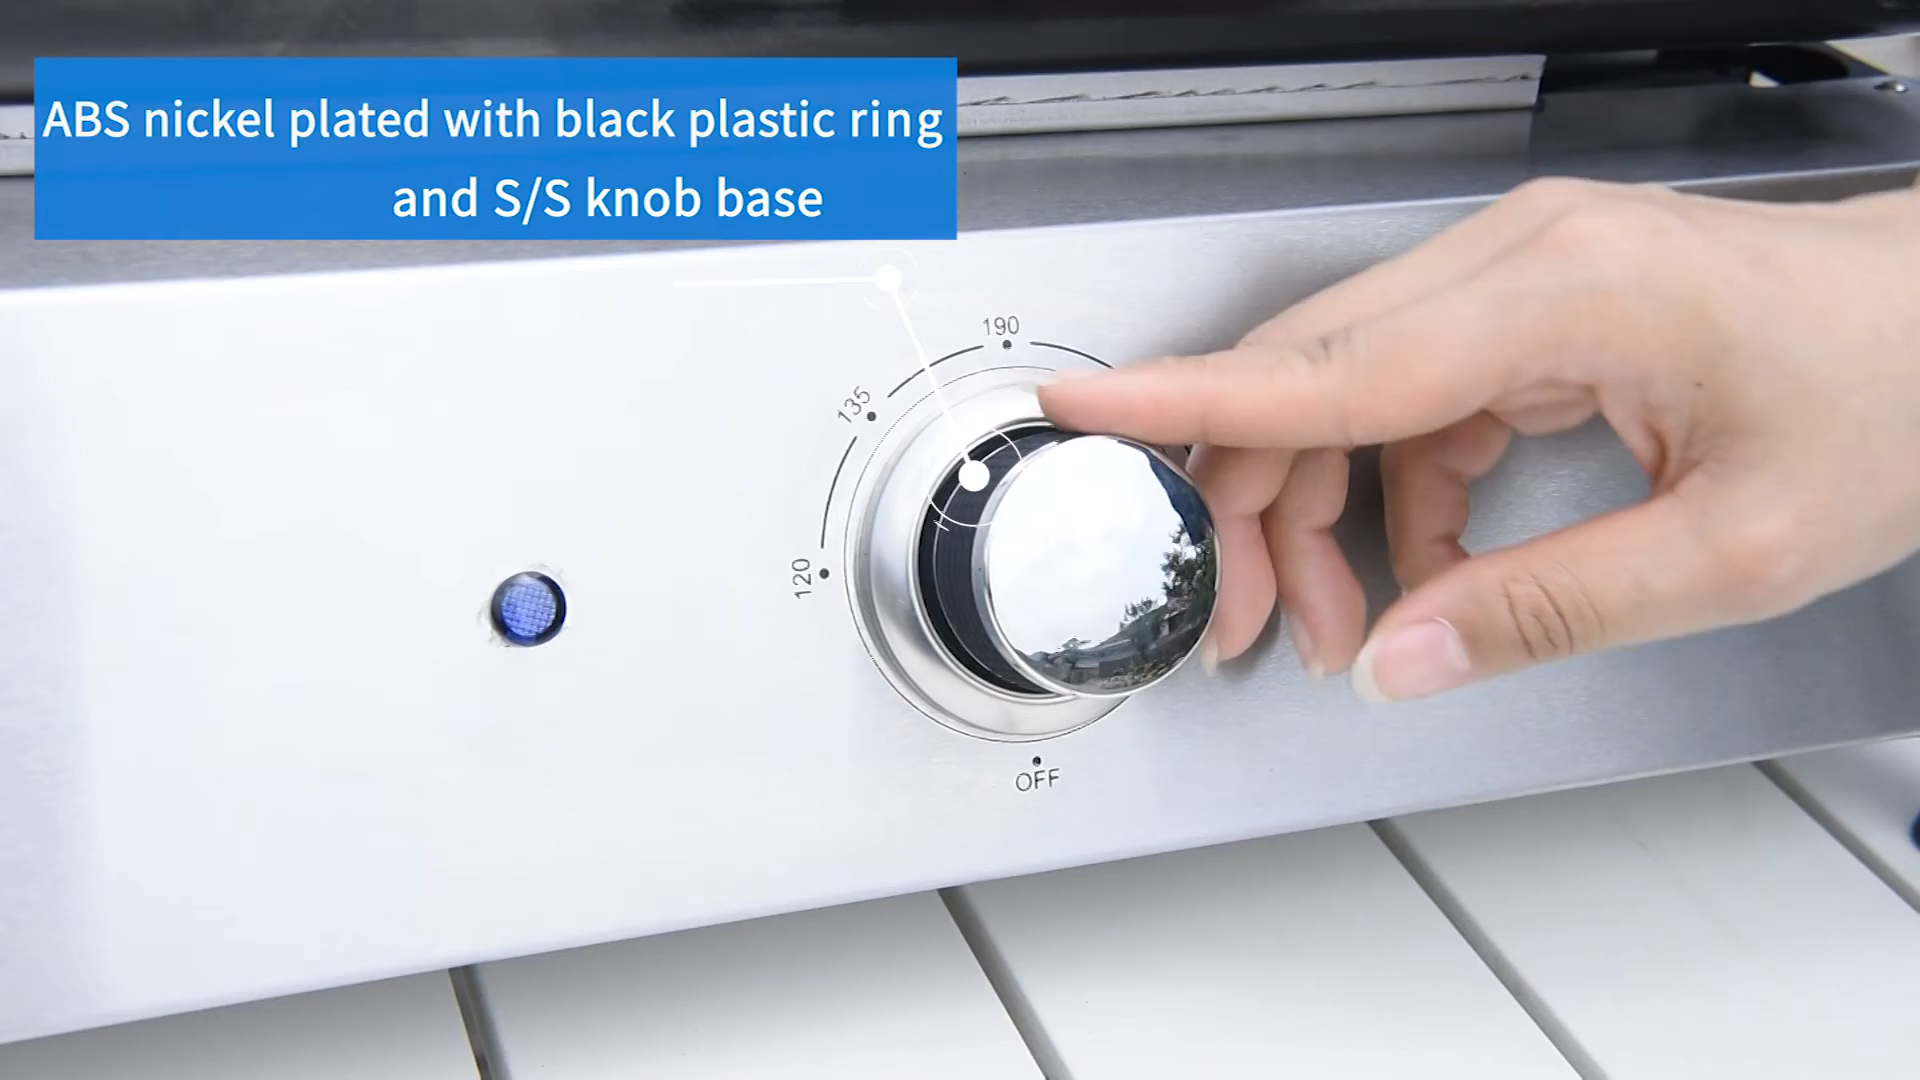 ABS nickel plated with black plastic ring
and S/S knob base
190
135
120
OFF